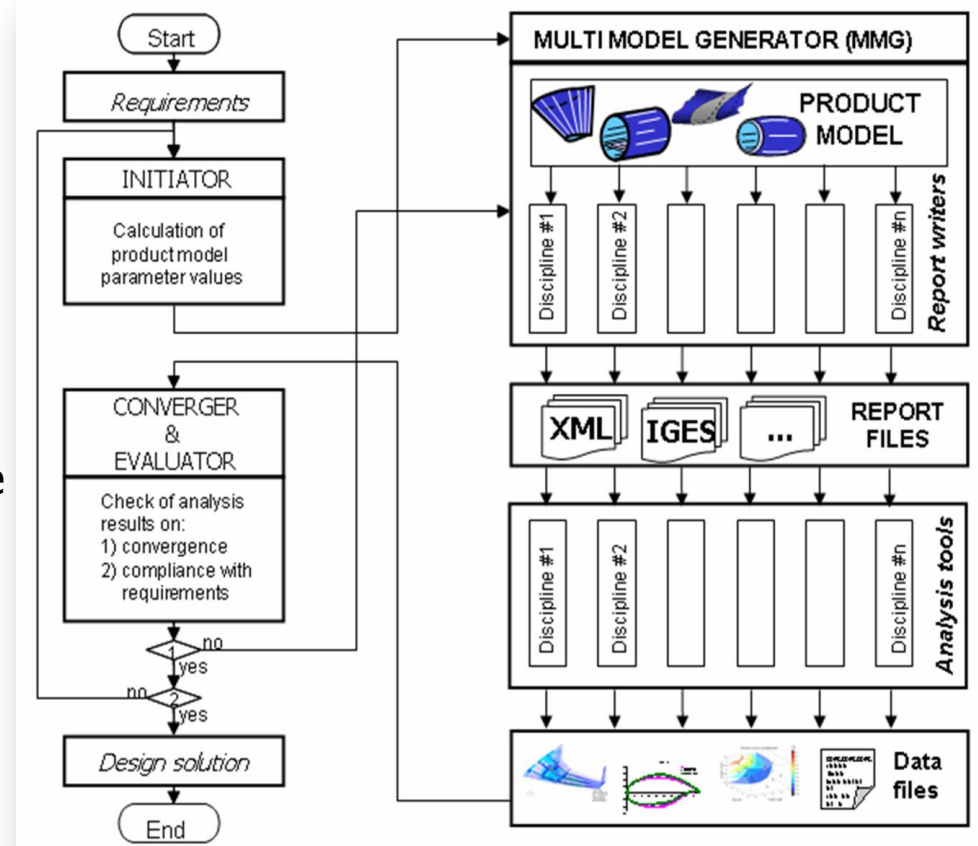 Start
Requirements
INITIATOR
Calculation of
product model
parameter values
CONVERGER
&
EVALUATOR
Check of analysis
results on:
1) convergence
2) compliance with
requirements
1
no
yes
2
no
yes
Design solution
End
e
MULTI MODEL GENERATOR (MMG)
PRODUCT
MODEL
Discipline #1
Discipline #2
Discipline #n
Report writers
XML
IGES
...
REPORT
FILES
Discipline #1
Discipline #2
Discipline #n
Analysis tools
Data
files